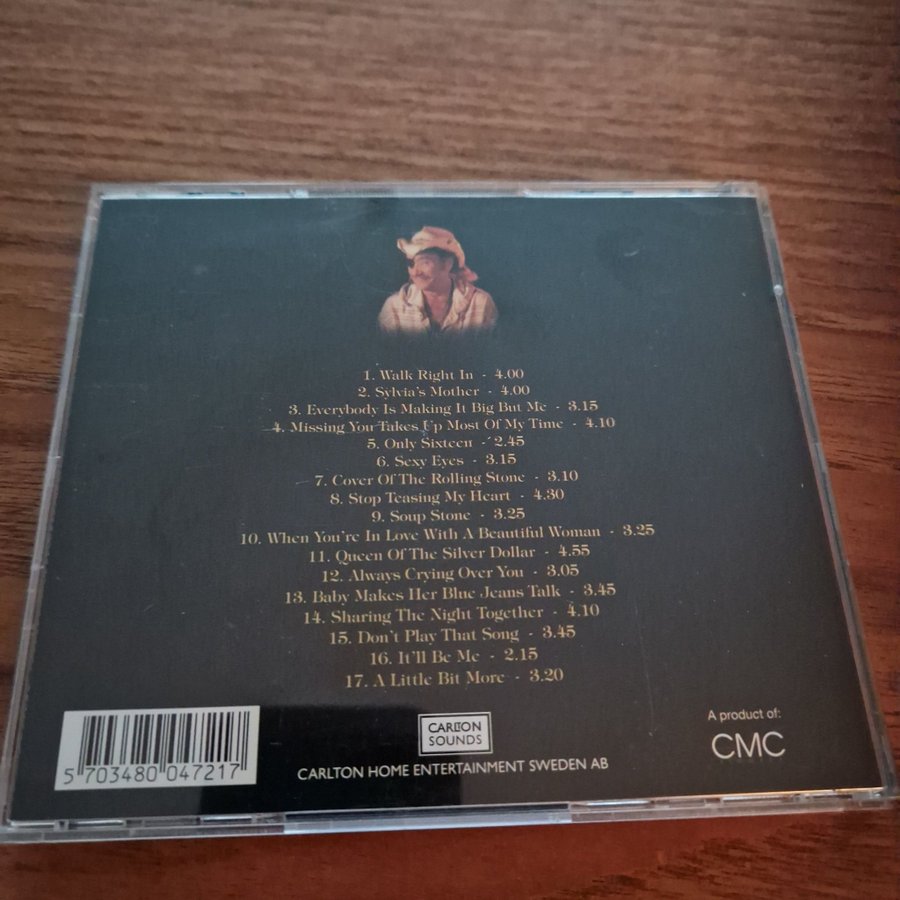 1. Walk Right In - 4.00
2. Sylvia's Mother - 4.00
3. Everybody Is Making It Big But Me - 3.15
4. Missing You Takes Up Most Of My Time - 4.10
5. Only Sixteen - 2.45
6. Sexy Eyes - 3.15
7. Cover Of The Rolling Stone - 3.10
8. Stop Teasing My Heart - 4.30
9. Soup Stone - 3.25
10. When You're In Love With A Beautiful Woman - 3.25
11. Queen Of The Silver Dollar - 4.55
12. Always Crying Over You - 3.05
13. Baby Makes Her Blue Jeans Talk - 3.45
14. Sharing The Night Together - 4.10
15. Don't Play That Song - 3.45
16. It'll Be Me - 2.15
17. A Little Bit More - 3.20
5 703480 047217
CARLTON
SOUNDS
CARLTON HOME ENTERTAINMENT SWEDEN AB
A product of:
CMC